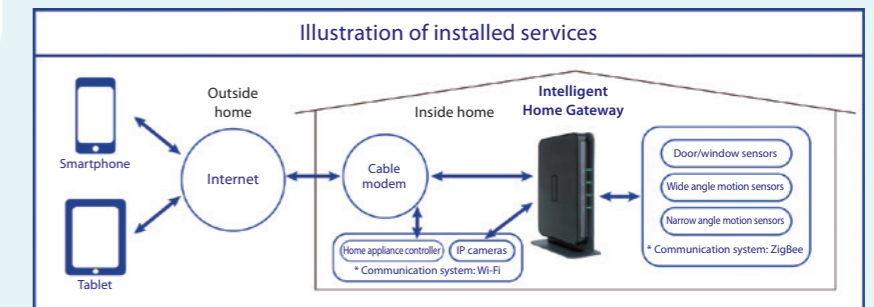 Illustration of installed services
Outside
home
Inside home
Intelligent
Home Gateway
Smartphone
Internet
Cable
modem
Door/window sensors
Wide angle motion sensors
Narrow angle motion sensors
* Communication system: ZigBee
Home appliance controller
IP cameras
* Communication system: Wi-Fi
Tablet